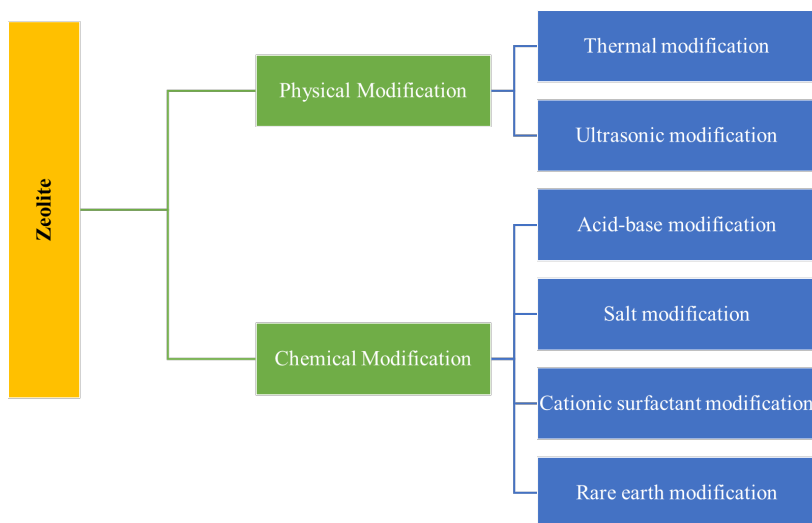 Zeolite
Physical Modification
Thermal modification
Ultrasonic modification
Chemical Modification
Acid-base modification
Salt modification
Cationic surfactant modification
Rare earth modification